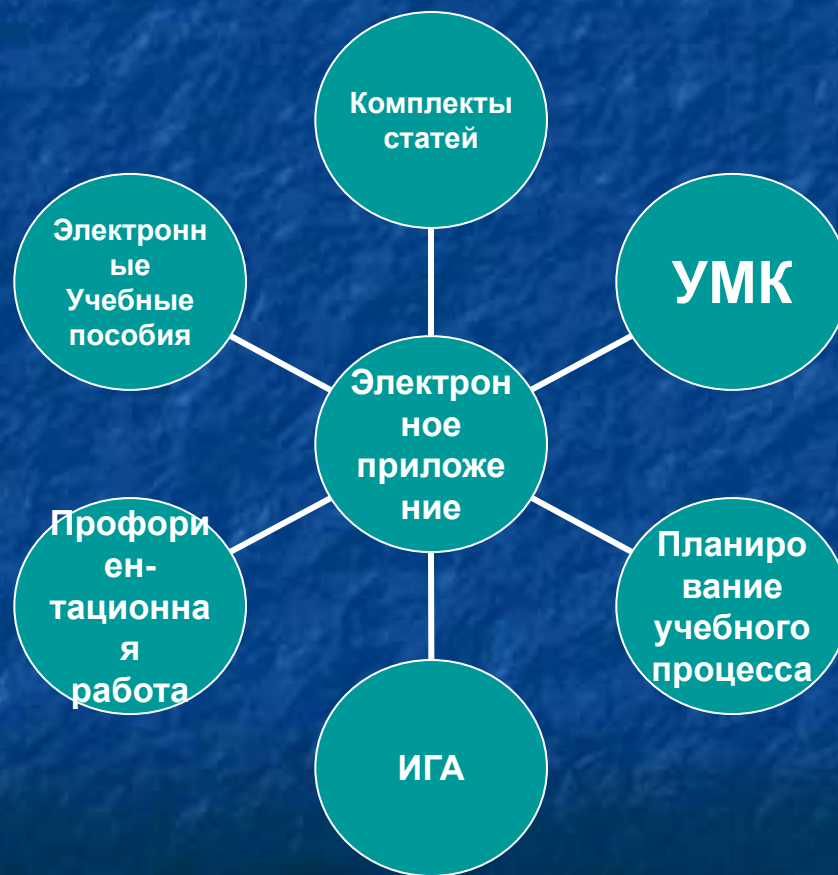 Комплекты
статей
Электронн
ые
Учебные
пособия
УМК
Электрон
ное
приложе
ние
Профори
ен-
тационна
я
работа
Планиро
вание
учебного
процесса
ИГА